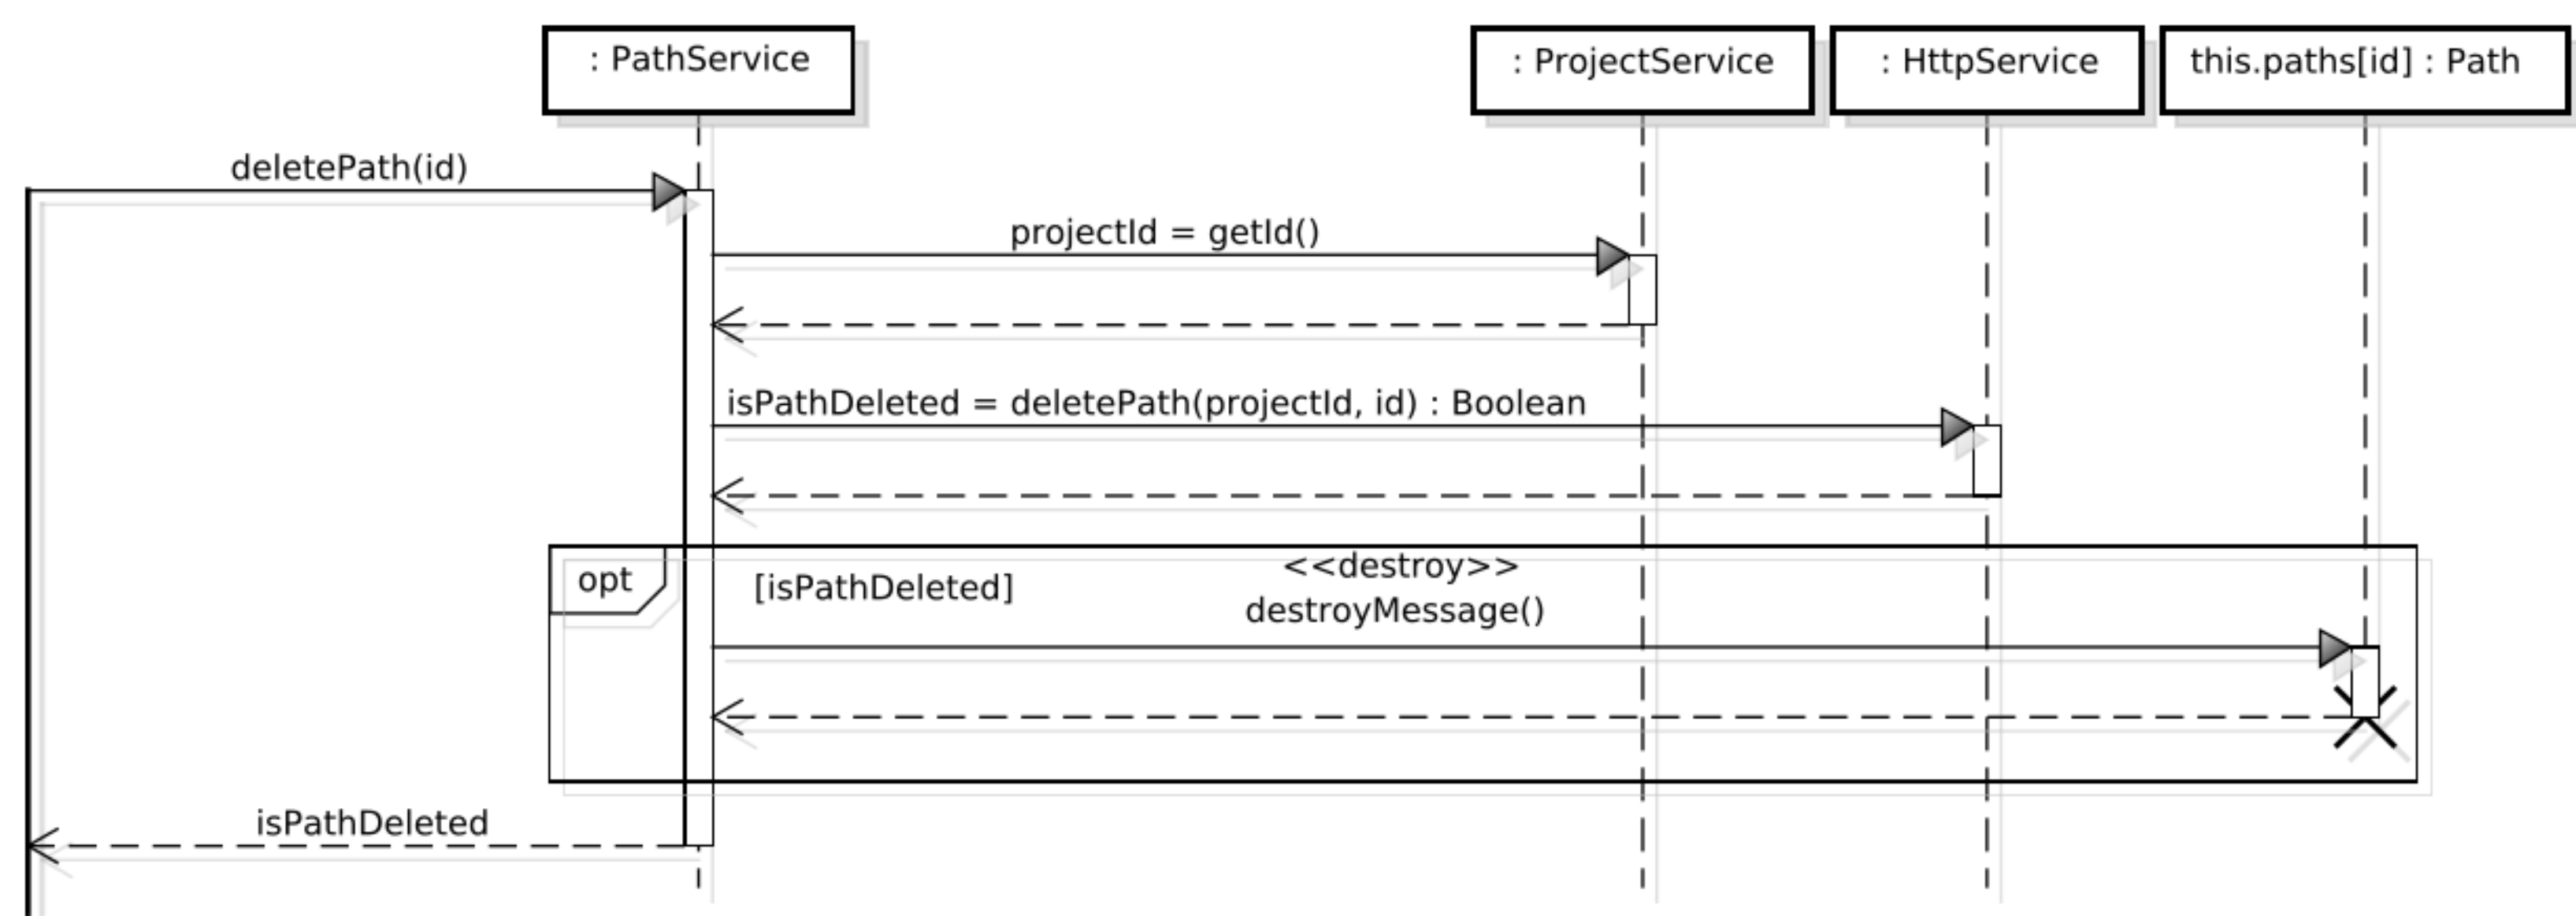 : PathService
: ProjectService
: HttpService
this.paths[id] : Path
deletePath(id)
projectId = getId()
isPathDeleted = deletePath(projectId, id) : Boolean
opt
[isPathDeleted]
<<destroy>>
destroyMessage()
isPathDeleted